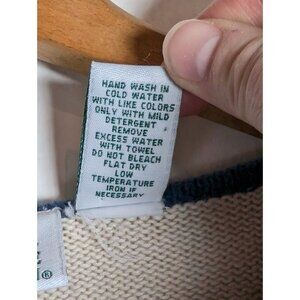 HAND WASH IN
COLD WATER
WITH LIKE COLORS
ONLY WITH MILD
DETERGENT
REMOVE
EXCESS WATER
WITH TOWEL
DO NOT BLEACH
FLAT DRY
LOW
TEMPERATURE
IRON IF
NECESSARY
®